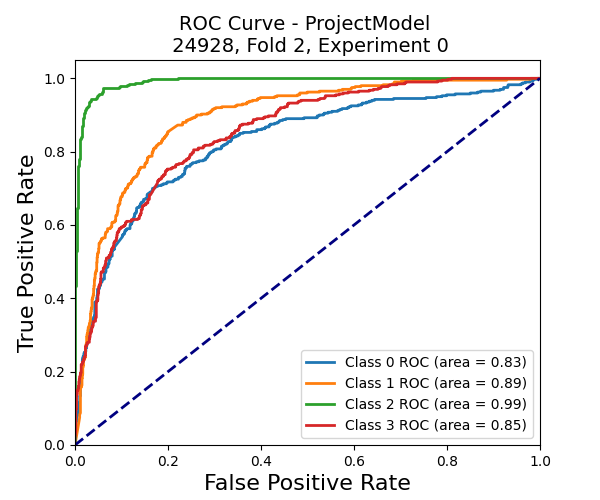 ROC Curve - ProjectModel
24928, Fold 2, Experiment 0
True Positive Rate
1.0
0.8
0.6
0.4
0.2
0.0
0.0 0.2 0.4 0.6 0.8 1.0
False Positive Rate
Class 0 ROC (area = 0.83)
Class 1 ROC (area = 0.89)
Class 2 ROC (area = 0.99)
Class 3 ROC (area = 0.85)